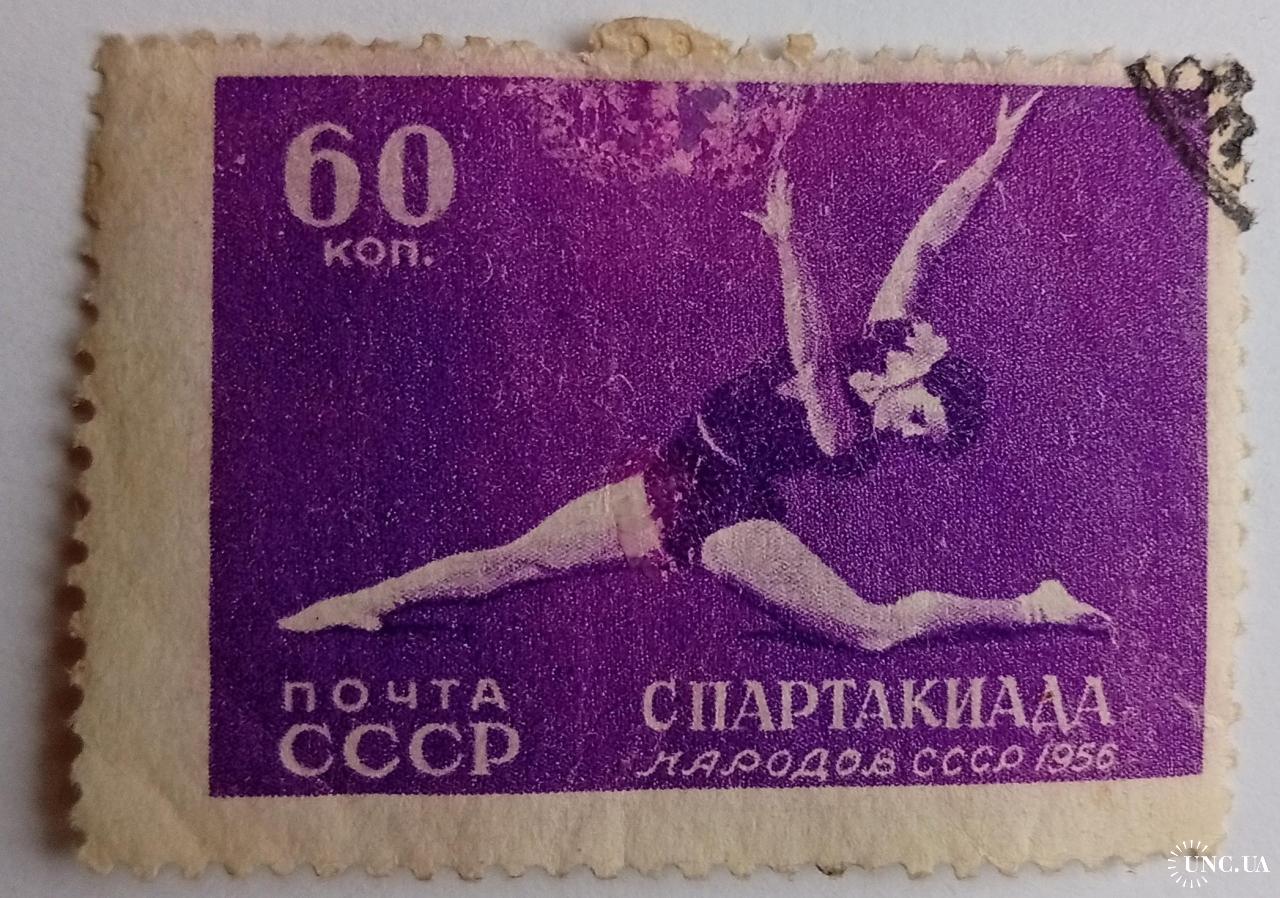 60
коп.
ПОЧТА
СССР
СПАРТАКИАДА
НАРОДОВ СССР 1956
UNC.UA